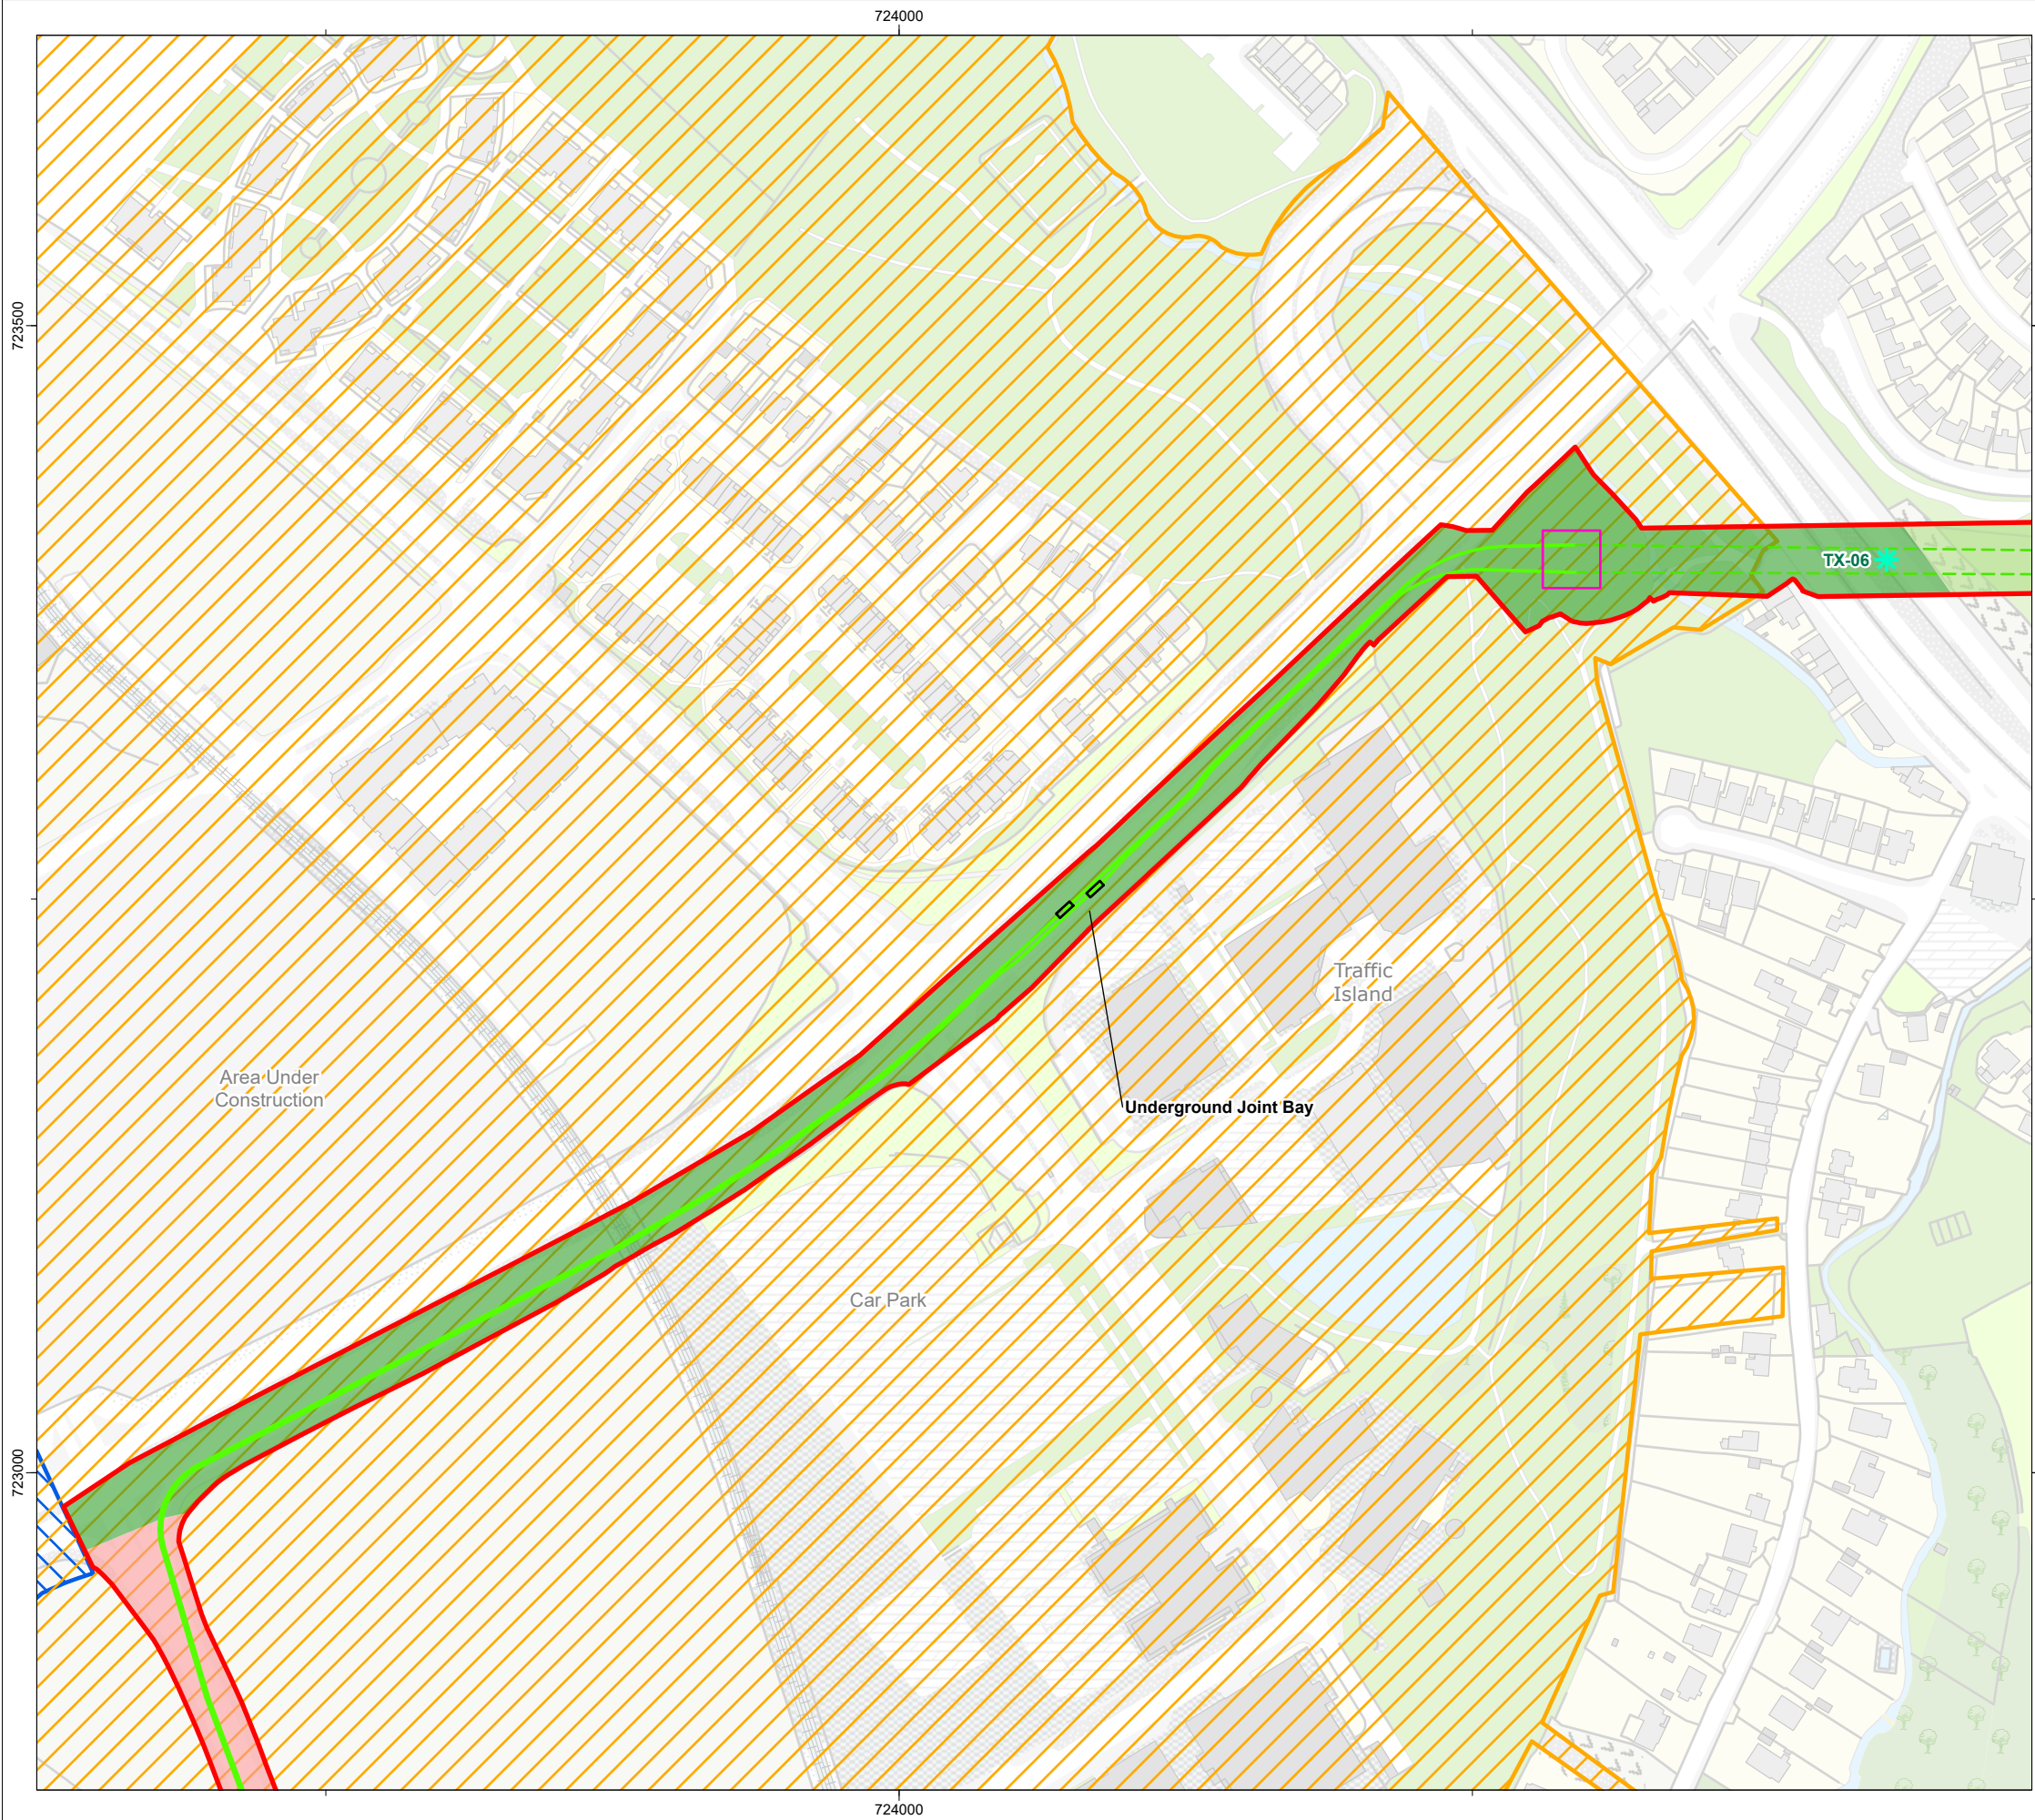 724000
723500
TX-06
Traffic
Island
Area Under
Construction
Underground Joint Bay
Car Park
723000
724000